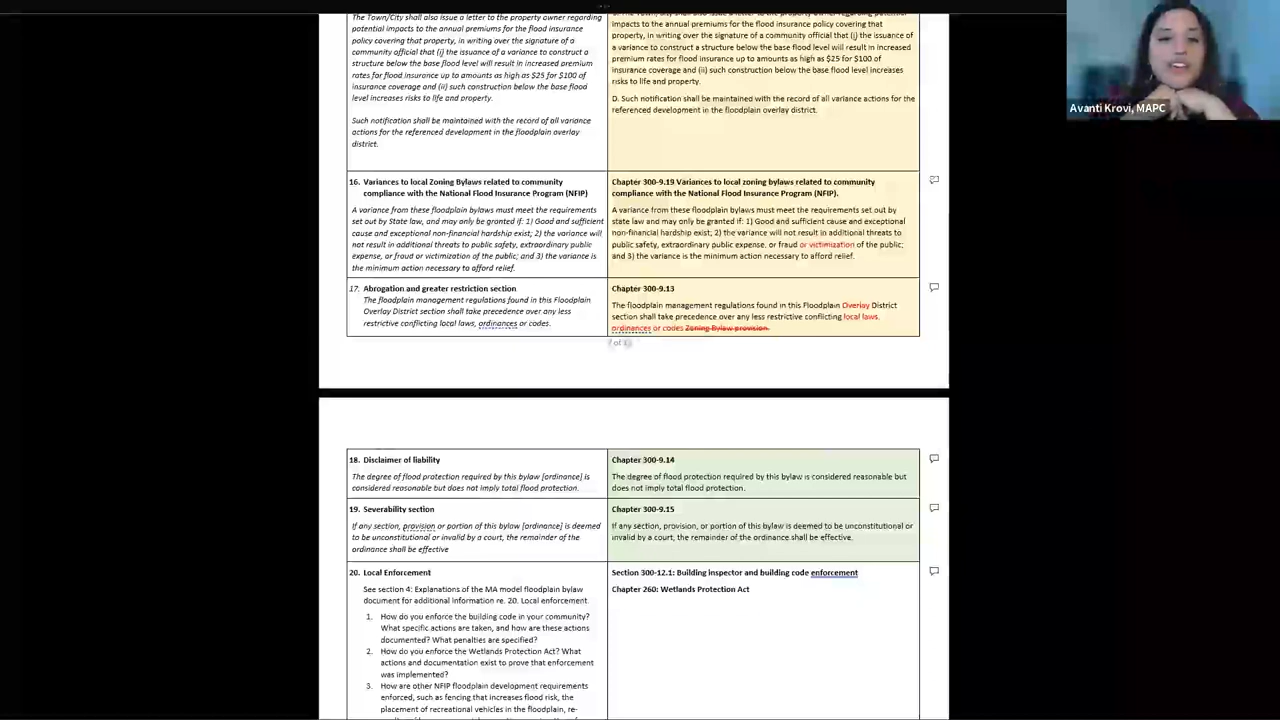 The Town/City shall also issue a letter to the property owner regarding
potential impacts to the annual premiums for the flood insurance
policy covering that property, in writing over the signature of a
community official that (i) the issuance of a variance to construct a
structure below the base flood level will result in increased premium
rates for flood insurance up to amounts as high as $25 for $100 of
insurance coverage and (ii) such construction below the base flood
level increases risks to life and property.
Such notification shall be maintained with the record of all variance
actions for the referenced development in the floodplain overlay
district.
impacts to the annual premiums for the flood insurance policy covering that
property, in writing over the signature of a community official that (i) the issuance of
a variance to construct a structure below the base flood level will result in increased
premium rates for flood insurance up to amounts as high as $25 for $100 of
insurance coverage and (ii) such construction below the base flood level increases
risks to life and property.
D. Such notification shall be maintained with the record of all variance actions for the
referenced development in the floodplain overlay district.
Avanti Krovi, MAPC
16. Variances to local Zoning Bylaws related to community
compliance with the National Flood Insurance Program (NFIP)
A variance from these floodplain bylaws must meet the requirements
set out by State law, and may only be granted if: 1) Good and sufficient
cause and exceptional non-financial hardship exist; 2) the variance will
not result in additional threats to public safety, extraordinary public
expense, or fraud or victimization of the public; and 3) the variance is
the minimum action necessary to afford relief.
Chapter 300-9.19 Variances to local zoning bylaws related to community
compliance with the National Flood Insurance Program (NFIP).
A variance from these floodplain bylaws must meet the requirements set out by
state law and may only be granted if: 1) Good and sufficient cause and exceptional
non-financial hardship exist; 2) the variance will not result in additional threats to
public safety, extraordinary public expense, or fraud or victimization of the public;
and 3) the variance is the minimum action necessary to afford relief.
17. Abrogation and greater restriction section
The floodplain management regulations found in this Floodplain
Overlay District section shall take precedence over any less
restrictive conflicting local laws, ordinances or codes.
Chapter 300-9.13
The floodplain management regulations found in this Floodplain Overlay District
section shall take precedence over any less restrictive conflicting local laws,
ordinances or codes Zoning Bylaw provision.
18. Disclaimer of liability
The degree of flood protection required by this bylaw [ordinance] is
considered reasonable but does not imply total flood protection.
Chapter 300-9.14
The degree of flood protection required by this bylaw is considered reasonable but
does not imply total flood protection.
19. Severability section
If any section, provision or portion of this bylaw [ordinance] is deemed
to be unconstitutional or invalid by a court, the remainder of the
ordinance shall be effective
Chapter 300-9.15
If any section, provision, or portion of this bylaw is deemed to be unconstitutional or
invalid by a court, the remainder of the ordinance shall be effective.
20. Local Enforcement
See section 4: Explanations of the MA model floodplain bylaw
document for additional information re. 20. Local enforcement.
1. How do you enforce the building code in your community?
What specific actions are taken, and how are these actions
documented? What penalties are specified?
2. How do you enforce the Wetlands Protection Act? What
actions and documentation exist to prove that enforcement
was implemented?
3. How are other NFIP floodplain development requirements
enforced, such as fencing that increases flood risk, the
placement of recreational vehicles in the floodplain, re-
Section 300-12.1: Building inspector and building code enforcement
Chapter 260: Wetlands Protection Act